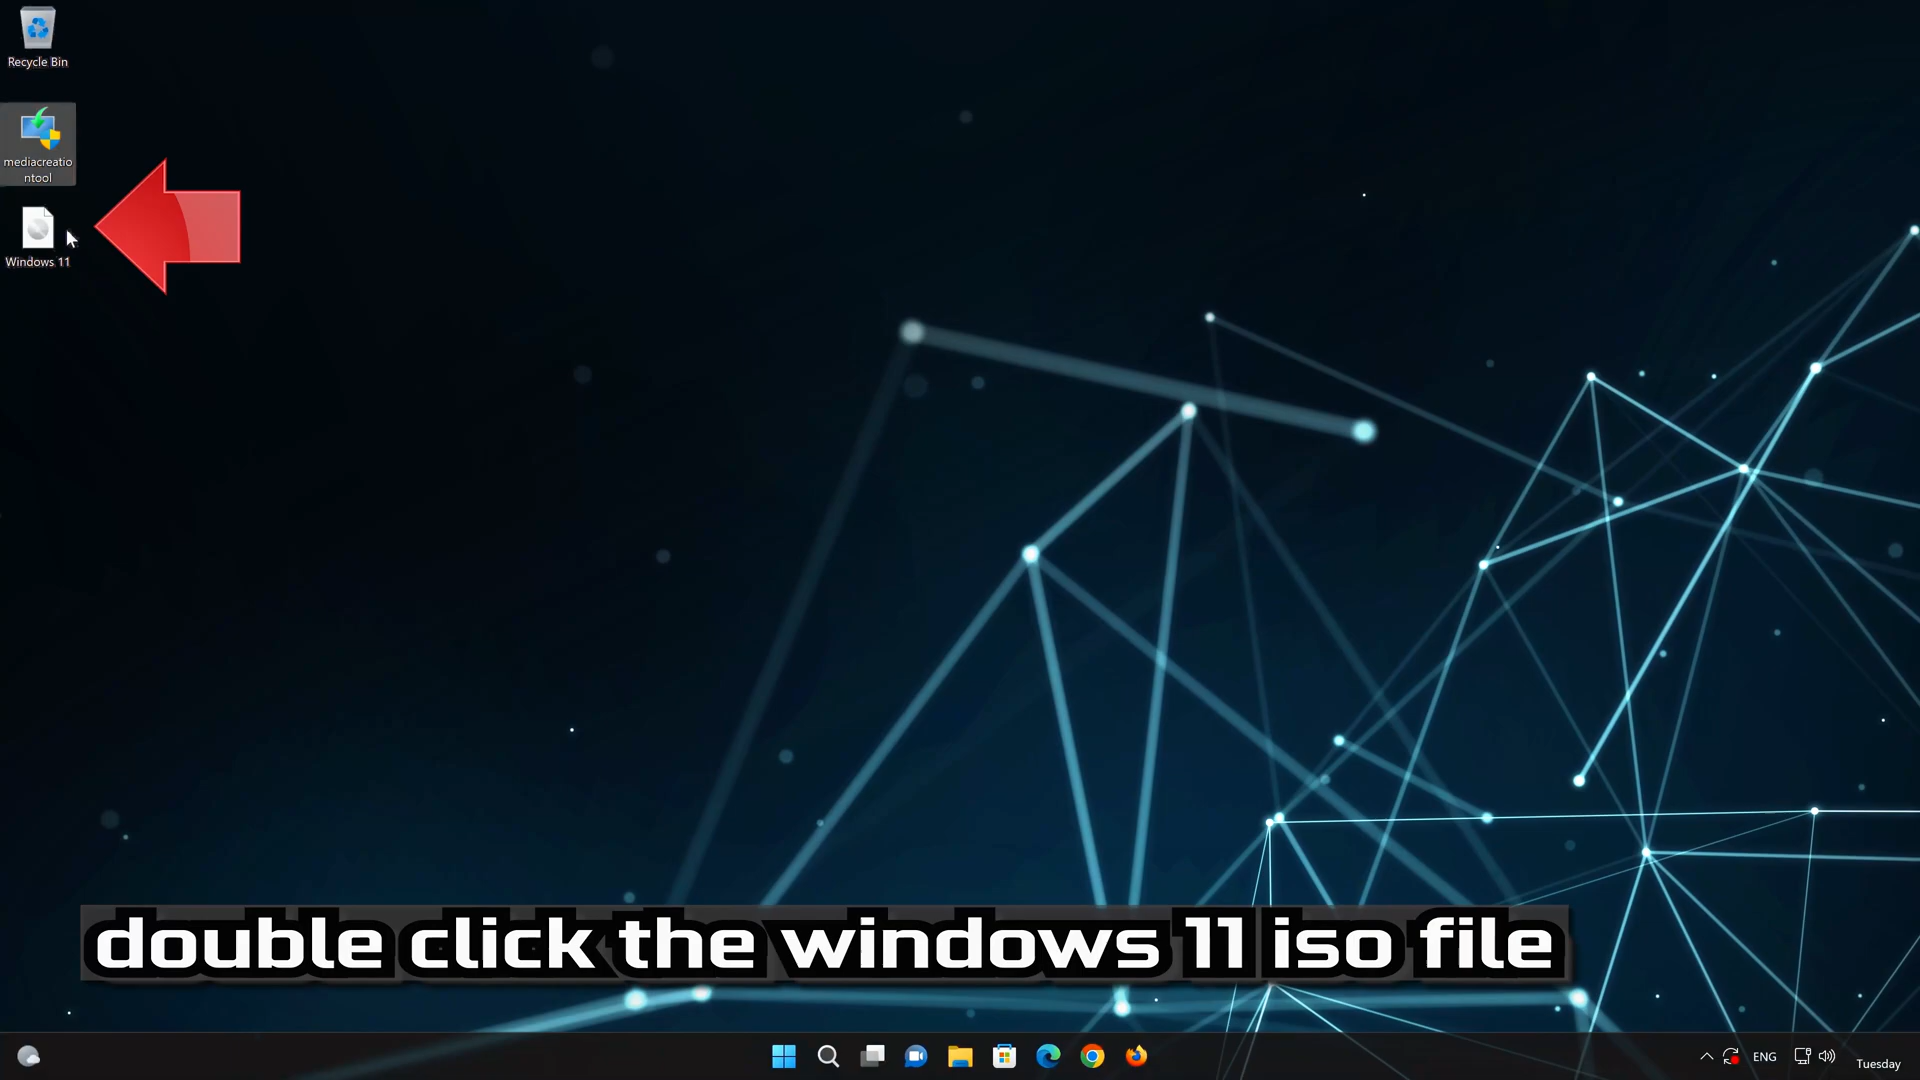 Recycle Bin
mediacreatio
ntool
Windows 11
double click the windows 11 iso file
ENG
Tuesday